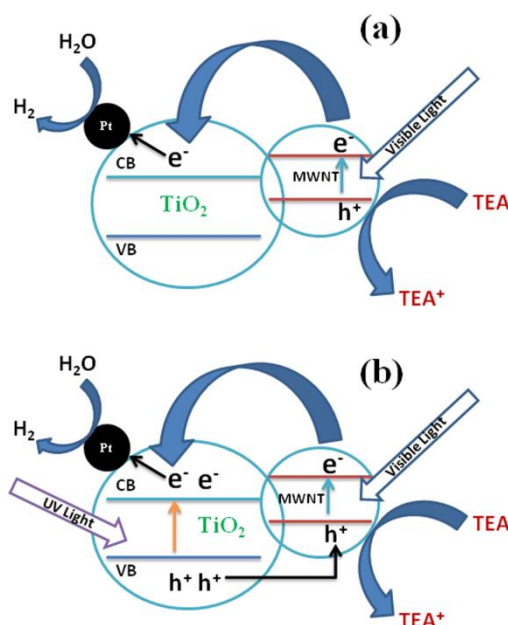 (a)
H₂O
H₂
Pt
CB
e⁻
TiO₂
VB
e⁻
MWNT
h⁺
Visible Light
TEA
TEA⁺
(b)
H₂O
H₂
Pt
UV Light
CB
e⁻ e⁻
TiO₂
VB
h⁺ h⁺
e⁻
MWNT
h⁺
Visible Light
TEA
TEA⁺